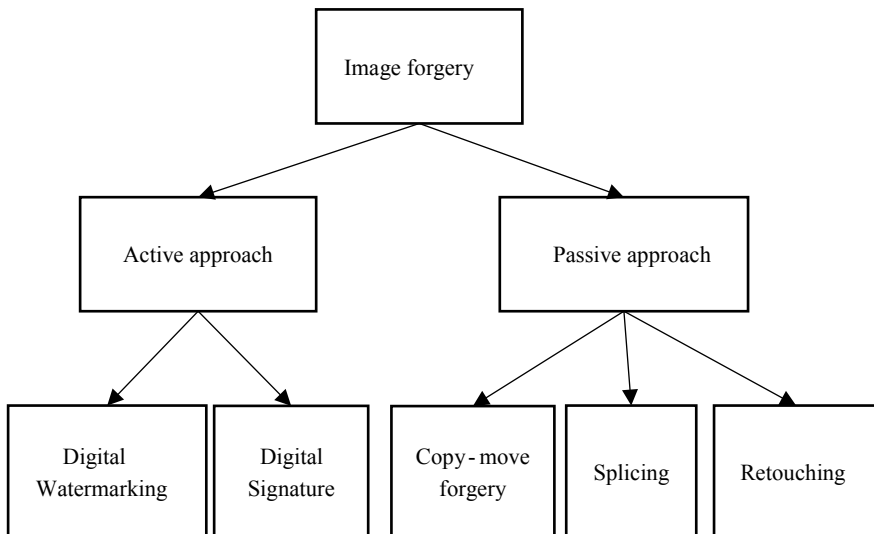 Image forgery
Active approach
Passive approach
Digital
Watermarking
Digital
Signature
Copy-move
forgery
Splicing
Retouching